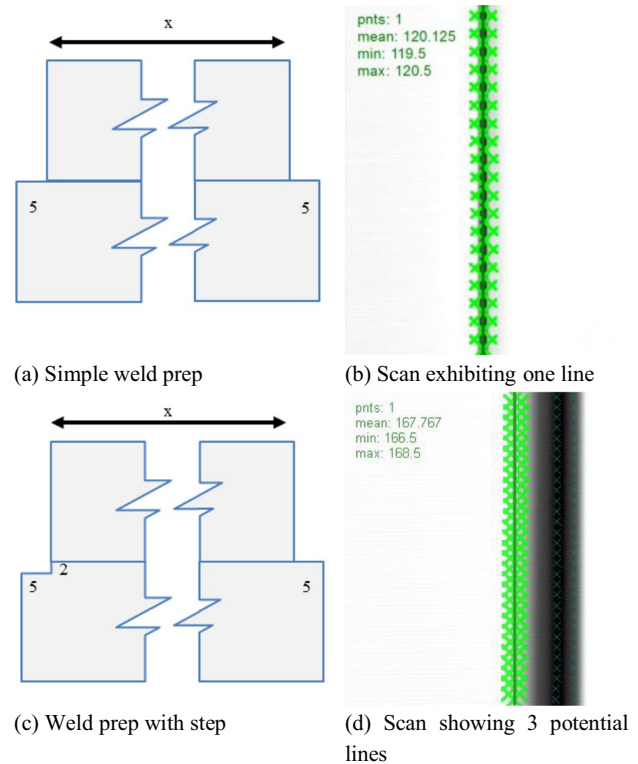 x
5
5
(a) Simple weld prep
pnts: 1
mean: 120.125
min: 119.5
max: 120.5
(b) Scan exhibiting one line
x
2
5
5
(c) Weld prep with step
pnts: 1
mean: 167.767
min: 166.5
max: 168.5
(d) Scan showing 3 potential
lines